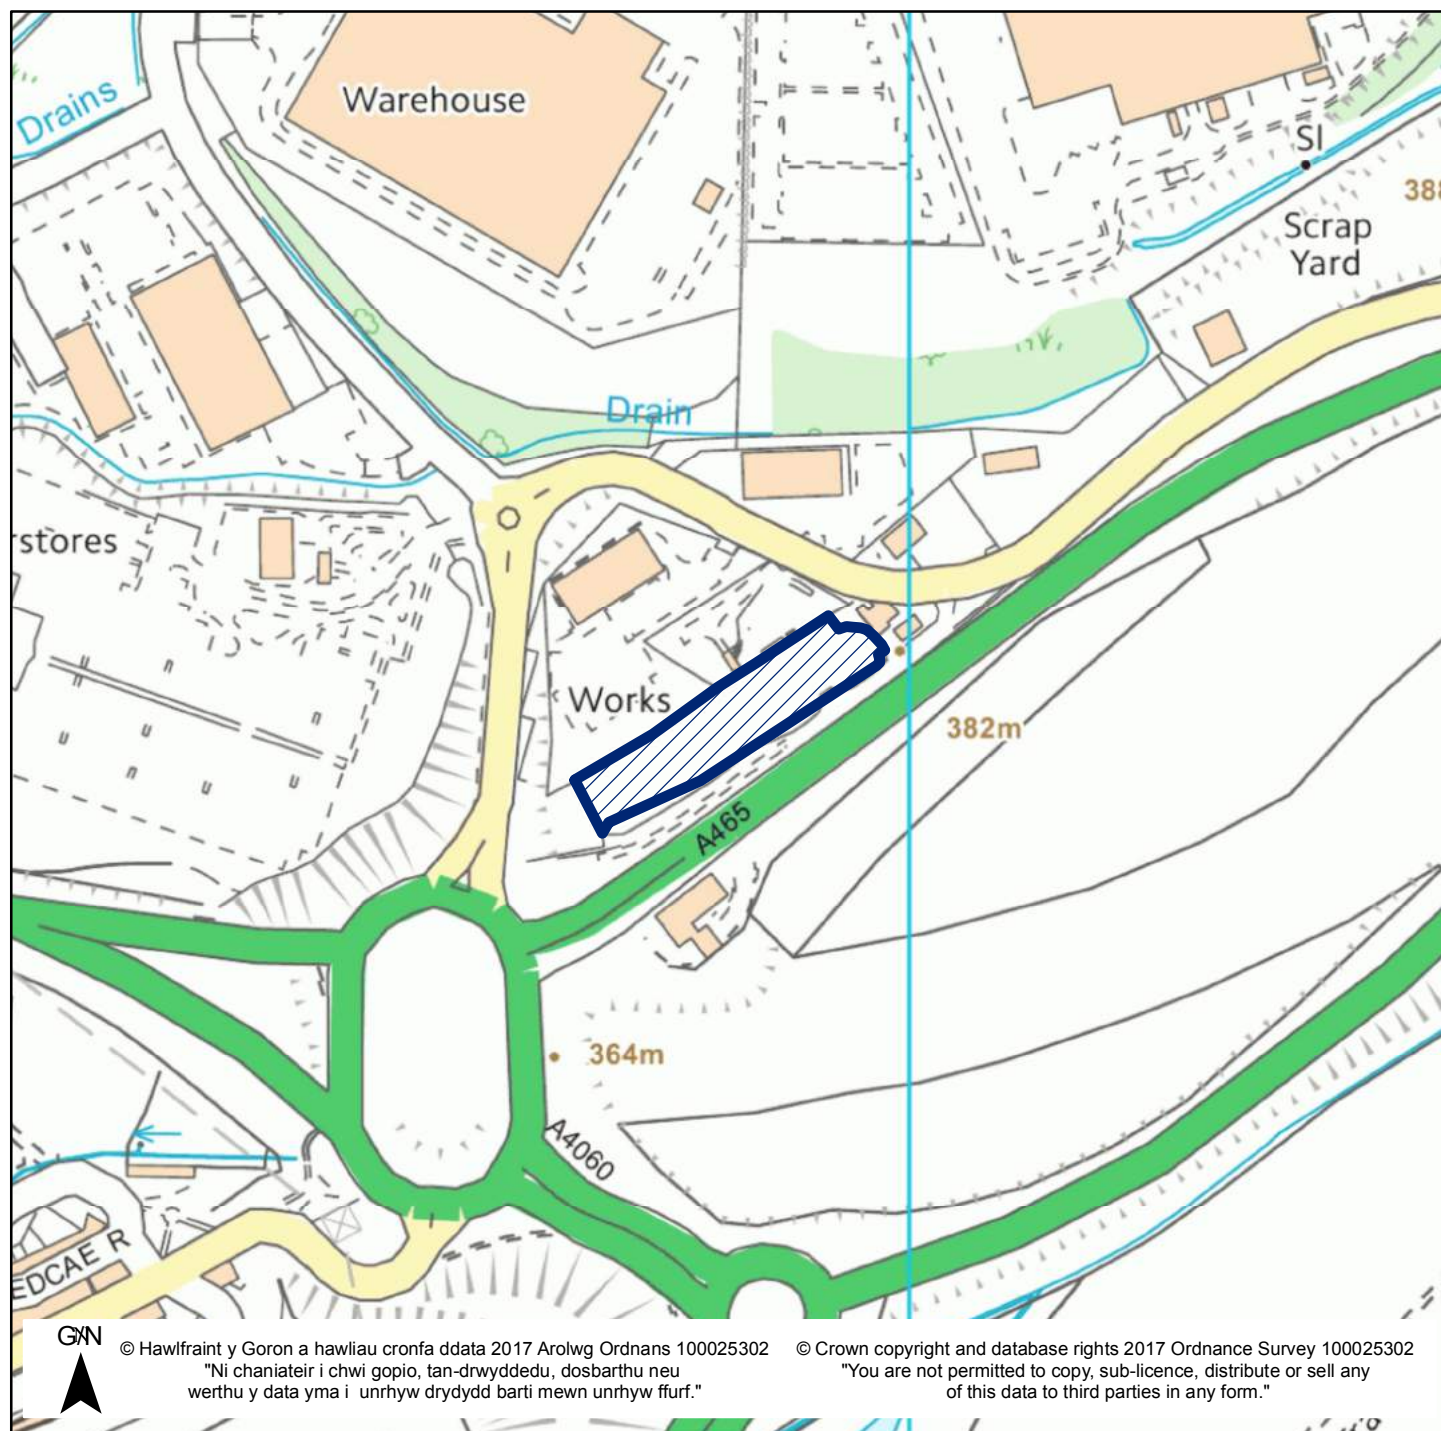 Warehouse
Drains
SI
388
Scrap
Yard
Drain
rstores
Works
382m
A465
364m
A4060
EDCAE R
© Hawlfraint y Goron a hawliau cronfa ddata 2017 Arolwg Ordnans 100025302
"Ni chaniateir i chwi gopio, tan-drwyddedu, dosbarthu neu
werthu y data yma i unrhyw drydydd barti mewn unrhyw ffurf."
© Crown copyright and database rights 2017 Ordnance Survey 100025302
"You are not permitted to copy, sub-licence, distribute or sell any
of this data to third parties in any form."